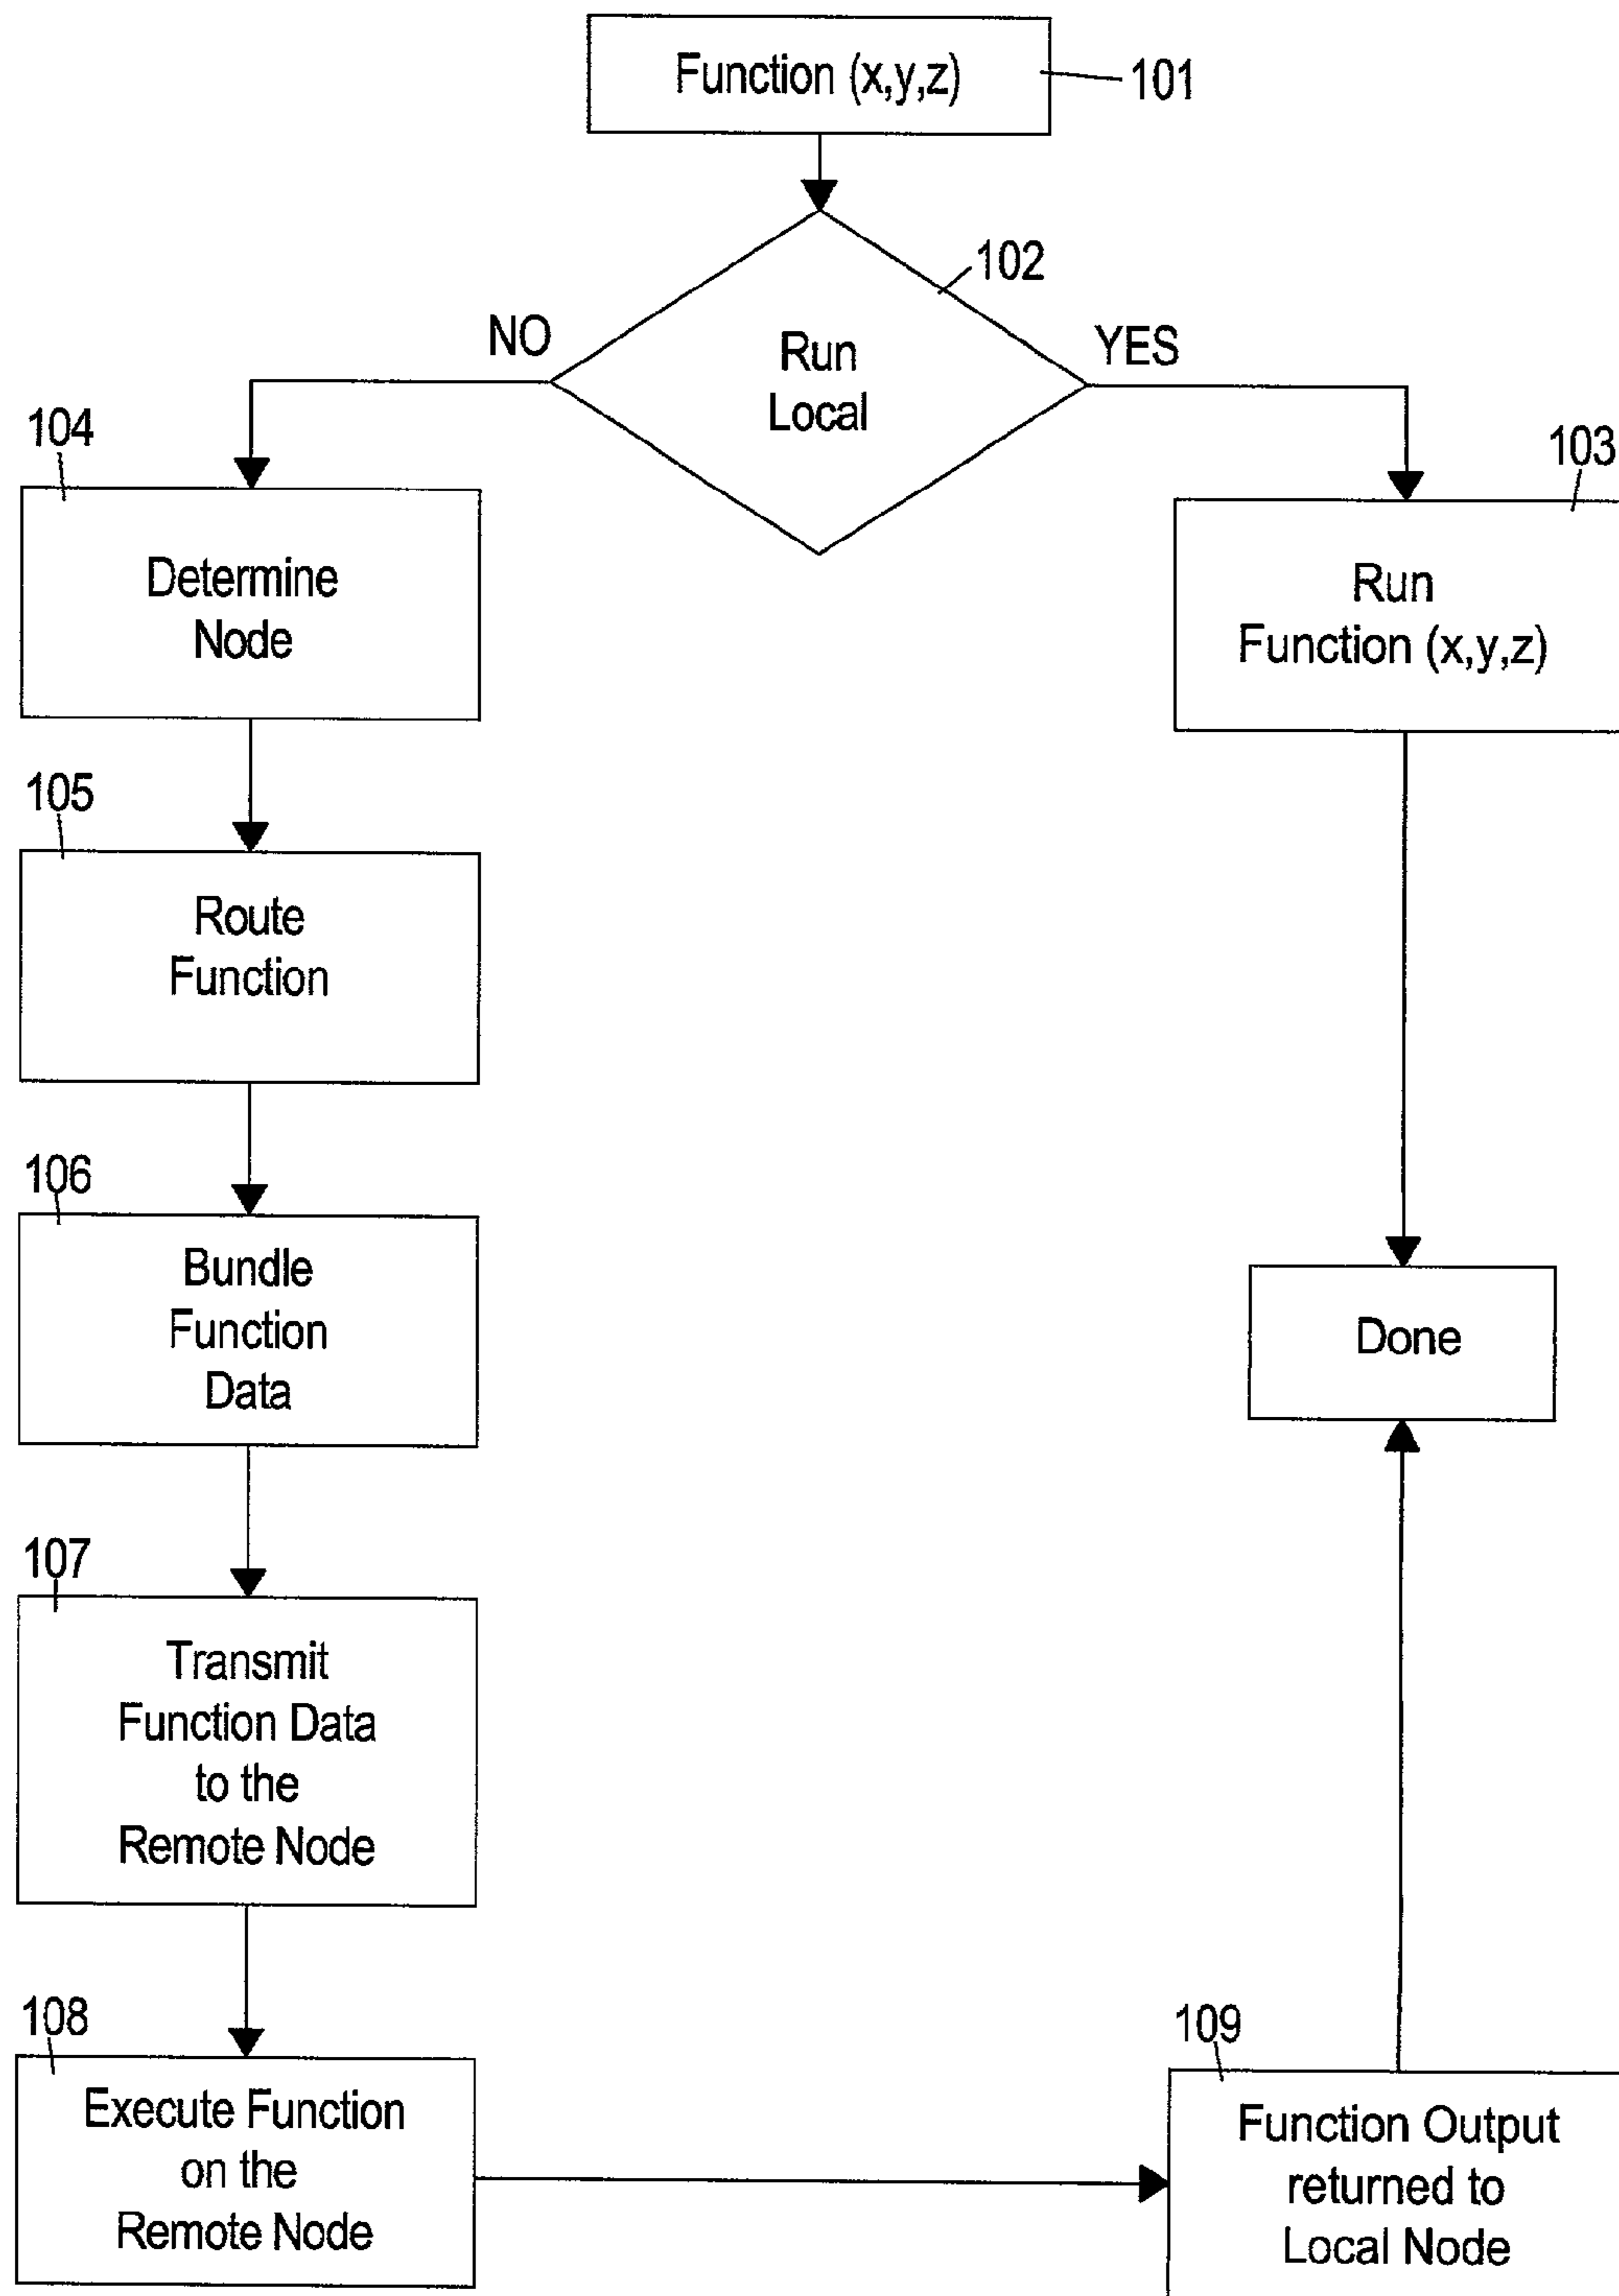 Function (x,y,z)
101
102
NO
Run
Local
YES
104
Determine
Node
103
Run
Function (x,y,z)
105
Route
Function
106
Bundle
Function
Data
Done
107
Transmit
Function Data
to the
Remote Node
108
Execute Function
on the
Remote Node
109
Function Output
returned to
Local Node